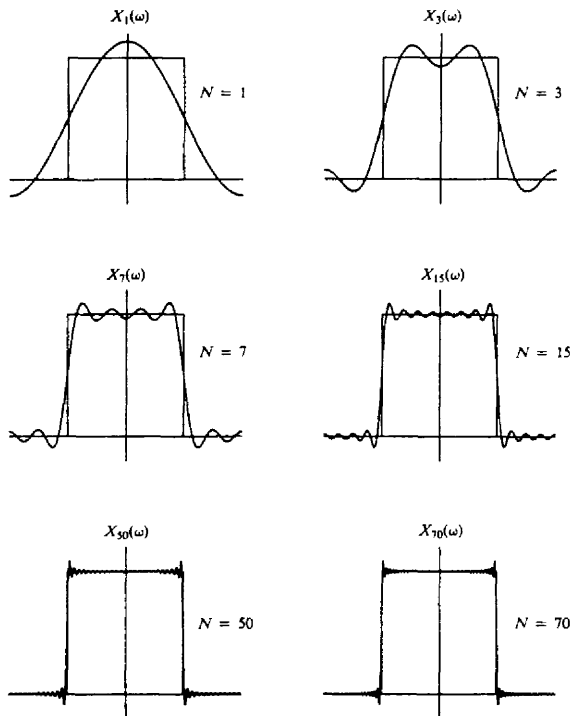 X₁(ω)
N = 1
X₃(ω)
N = 3
X₇(ω)
N = 7
X₁₅(ω)
N = 15
X₅₀(ω)
N = 50
X₇₀(ω)
N = 70